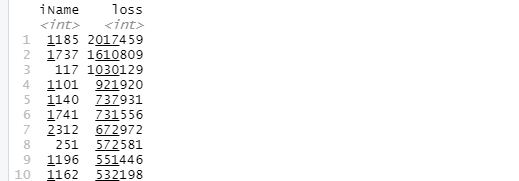 iName loss
<int> <int>
1 1185 2017459
2 1737 1610809
3 117 1030129
4 1101 921920
5 1140 737931
6 1741 731556
7 2312 672972
8 251 572581
9 1196 551446
10 1162 532198